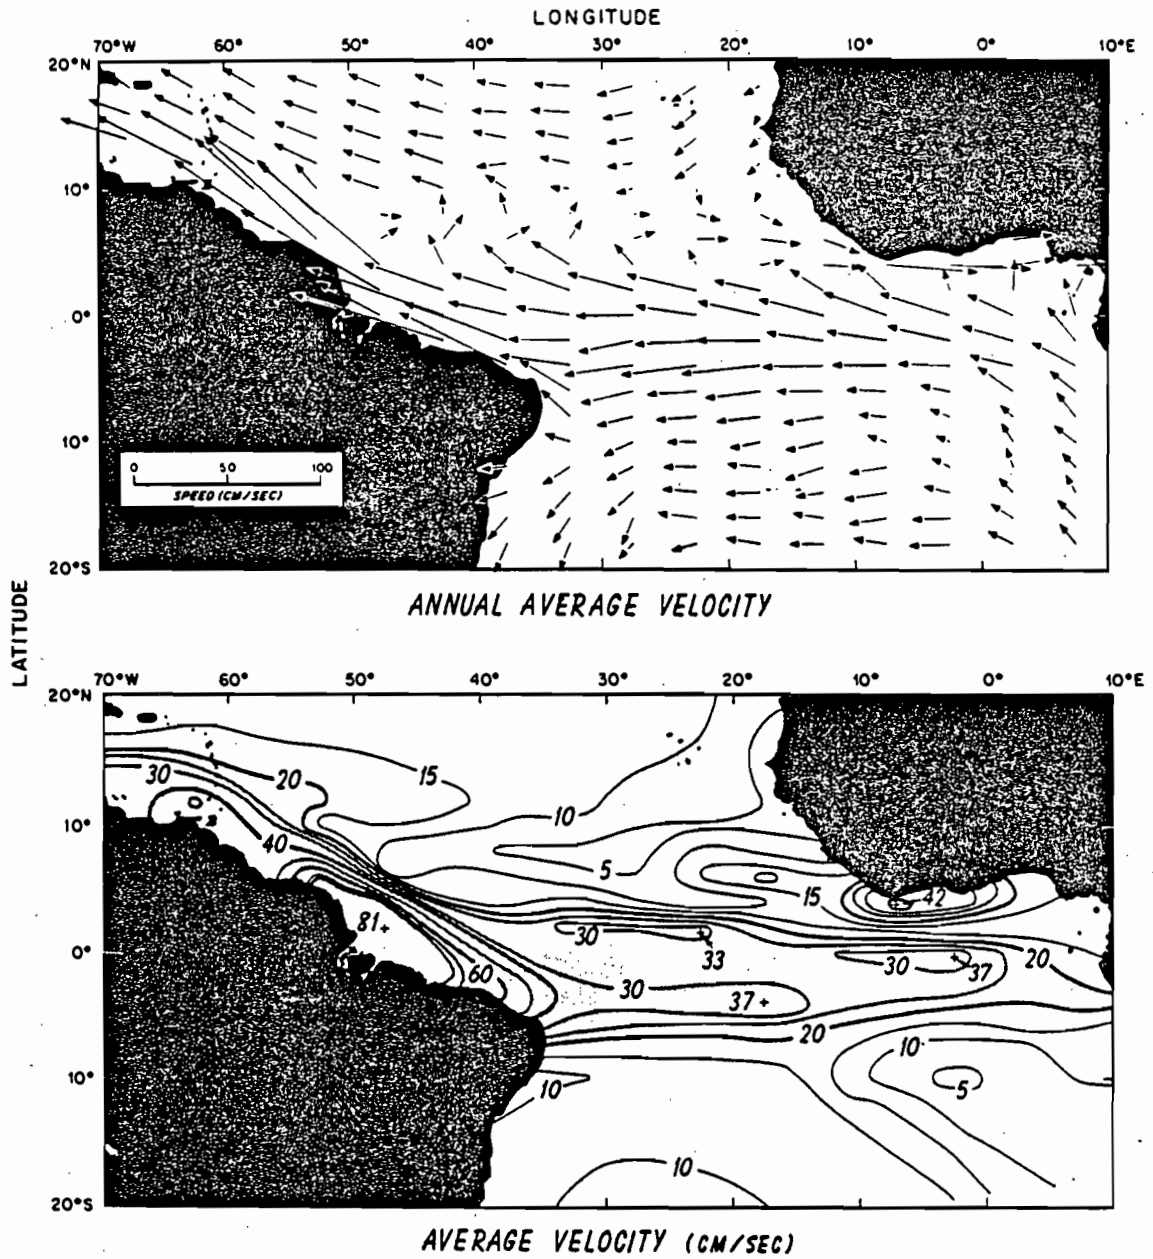 LONGITUDE
70°W 60° 50° 40° 30° 20° 10° 0° 10°E
20°N
10°
0°
10°
20°S
0 50 100
SPEED (CM/SEC)
ANNUAL AVERAGE VELOCITY
LATITUDE
70°W 60° 50° 40° 30° 20° 10° 0° 10°E
20°N
15
20
30
10
10°
40
5
15
42
81+
0°
30
33
30
37
20
60
30
37+
20
10
10°
10
5
10
20°S
AVERAGE VELOCITY (CM/SEC)